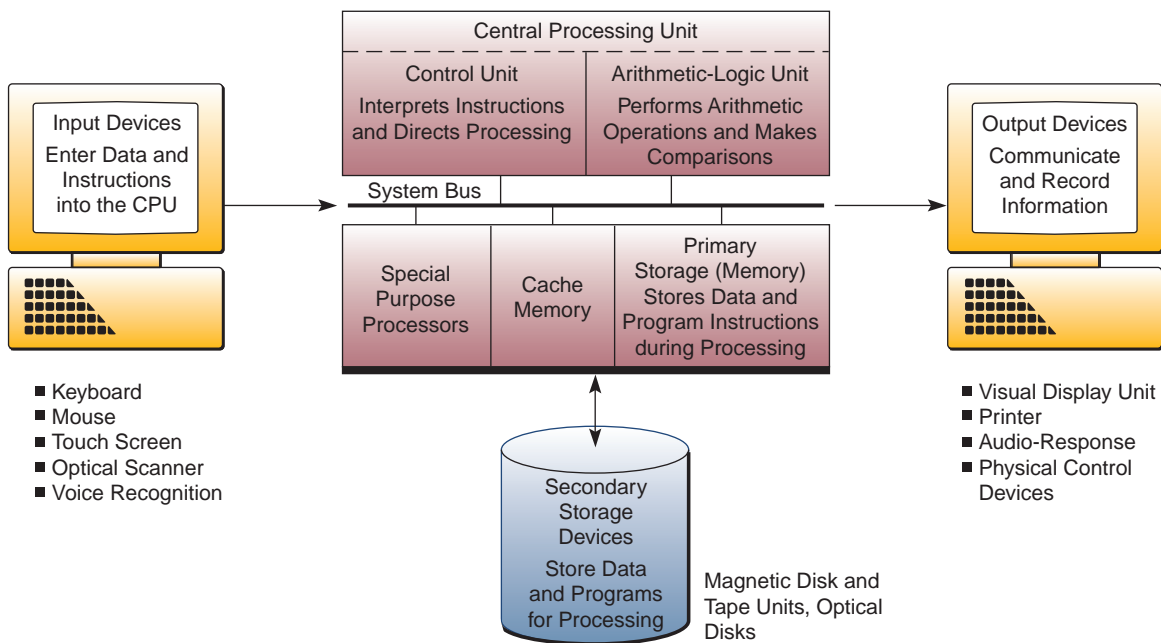 Central Processing Unit
Control Unit
Interprets Instructions
and Directs Processing
Arithmetic-Logic Unit
Performs Arithmetic
Operations and Makes
Comparisons
Input Devices
Enter Data and
Instructions
into the CPU
System Bus
Output Devices
Communicate
and Record
Information
Special
Purpose
Processors
Cache
Memory
Primary
Storage (Memory)
Stores Data and
Program Instructions
during Processing
Keyboard
Mouse
Touch Screen
Optical Scanner
Voice Recognition
Visual Display Unit
Printer
Audio-Response
Physical Control
Devices
Secondary
Storage
Devices
Store Data
and Programs
for Processing
Magnetic Disk and
Tape Units, Optical
Disks